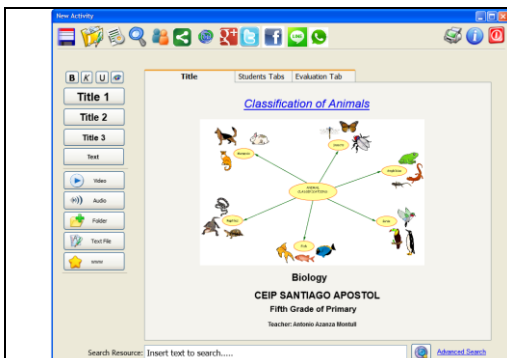 New Activity
B K U
Title 1
Title 2
Title 3
Text
Video
Audio
Folder
Text File
www
Title
Students Tabs
Evaluation Tab
Classification of Animals
ANIMAL
Biology
CEIP SANTIAGO APOSTOL
Fifth Grade of Primary
Teacher: Antonio Azanza Montull
Search Resource:
Insert text to search.....
Advanced Search